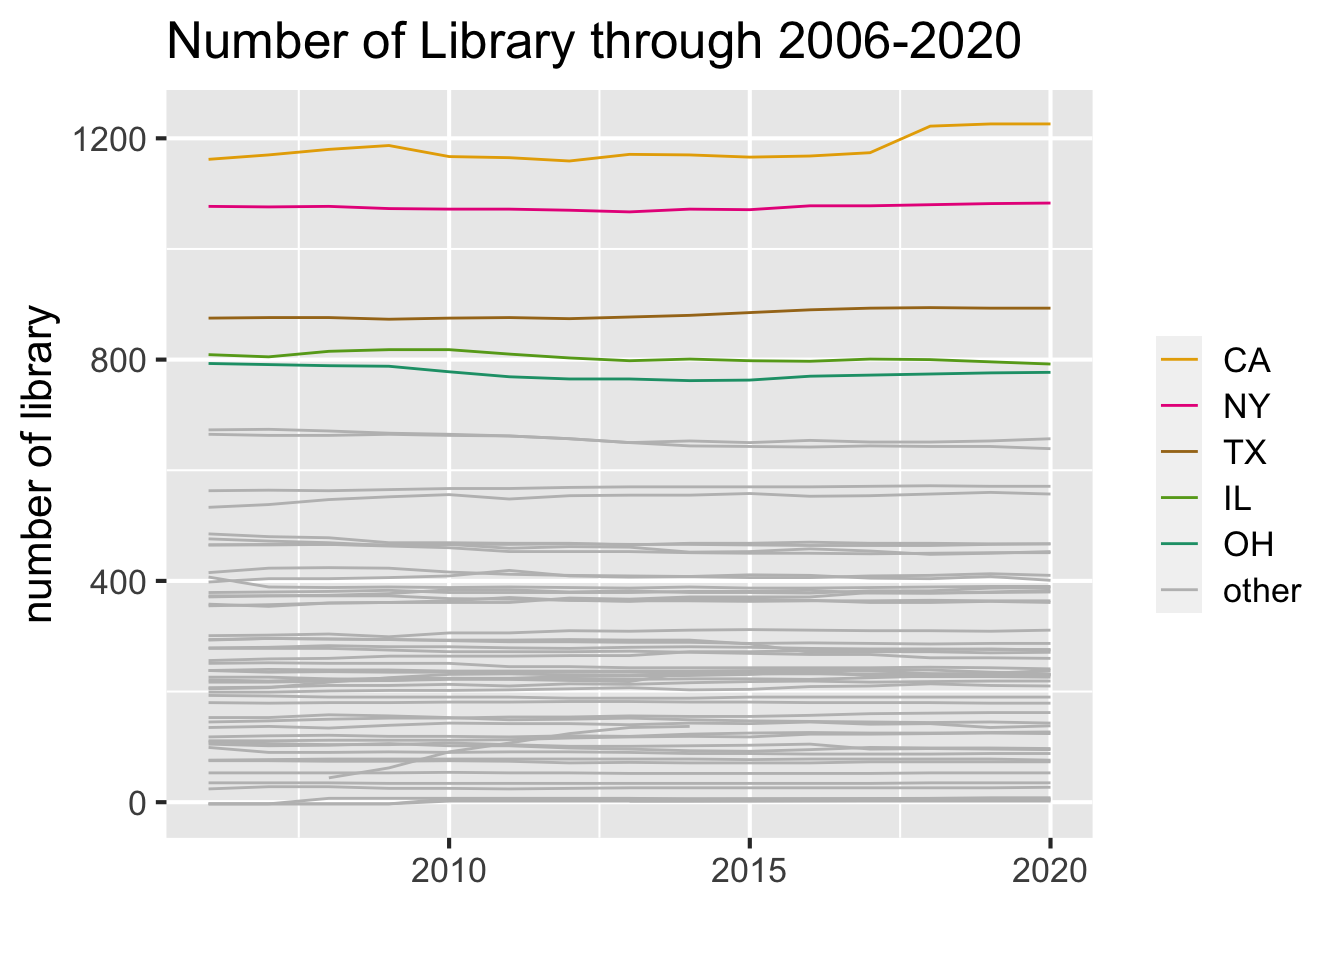 Number of Library through 2006-2020
number of library
1200
800
400
0
2010
2015
2020
CA
NY
TX
IL
OH
other